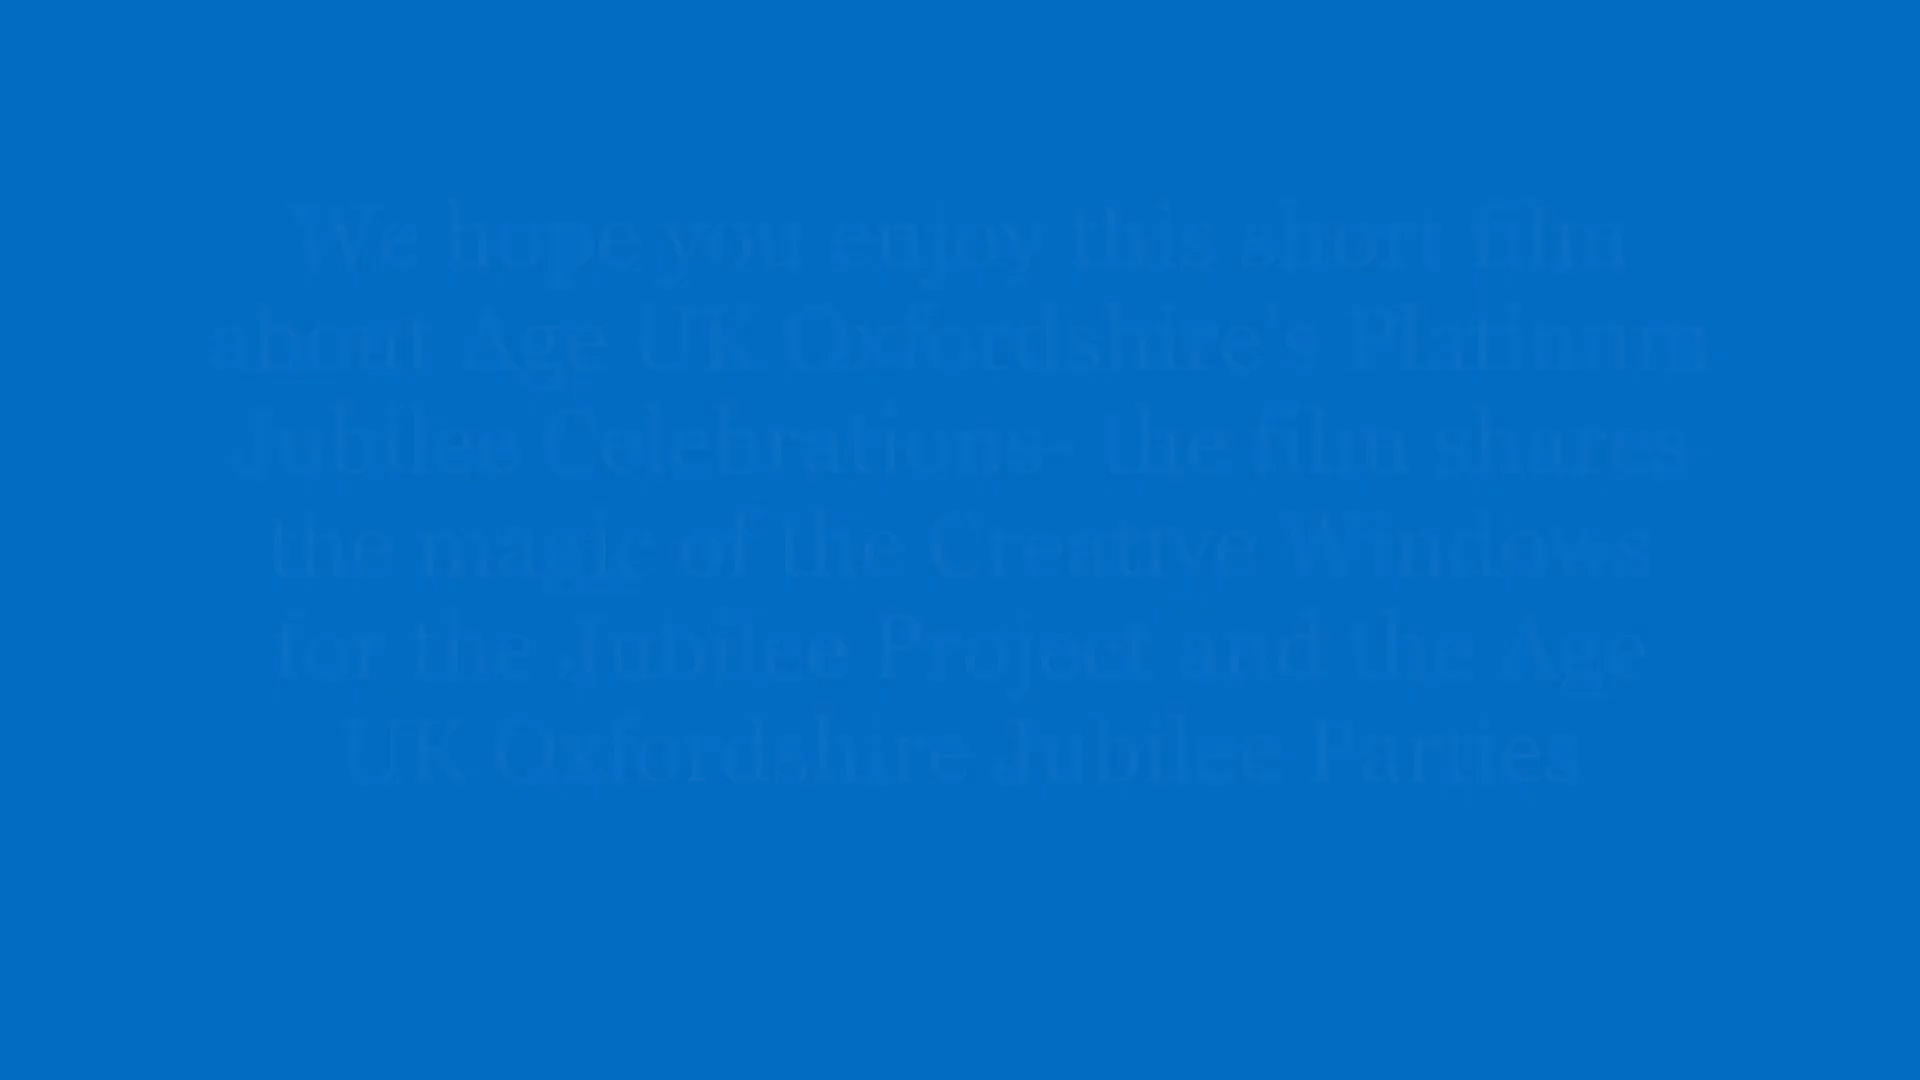 We hope you enjoy this short film
about Age UK Oxfordshire's Platinum
Jubilee Celebrations- the film shares
the magic of the Creative Windows
for the Jubilee Project and the Age
UK Oxfordshire Jubilee Parties